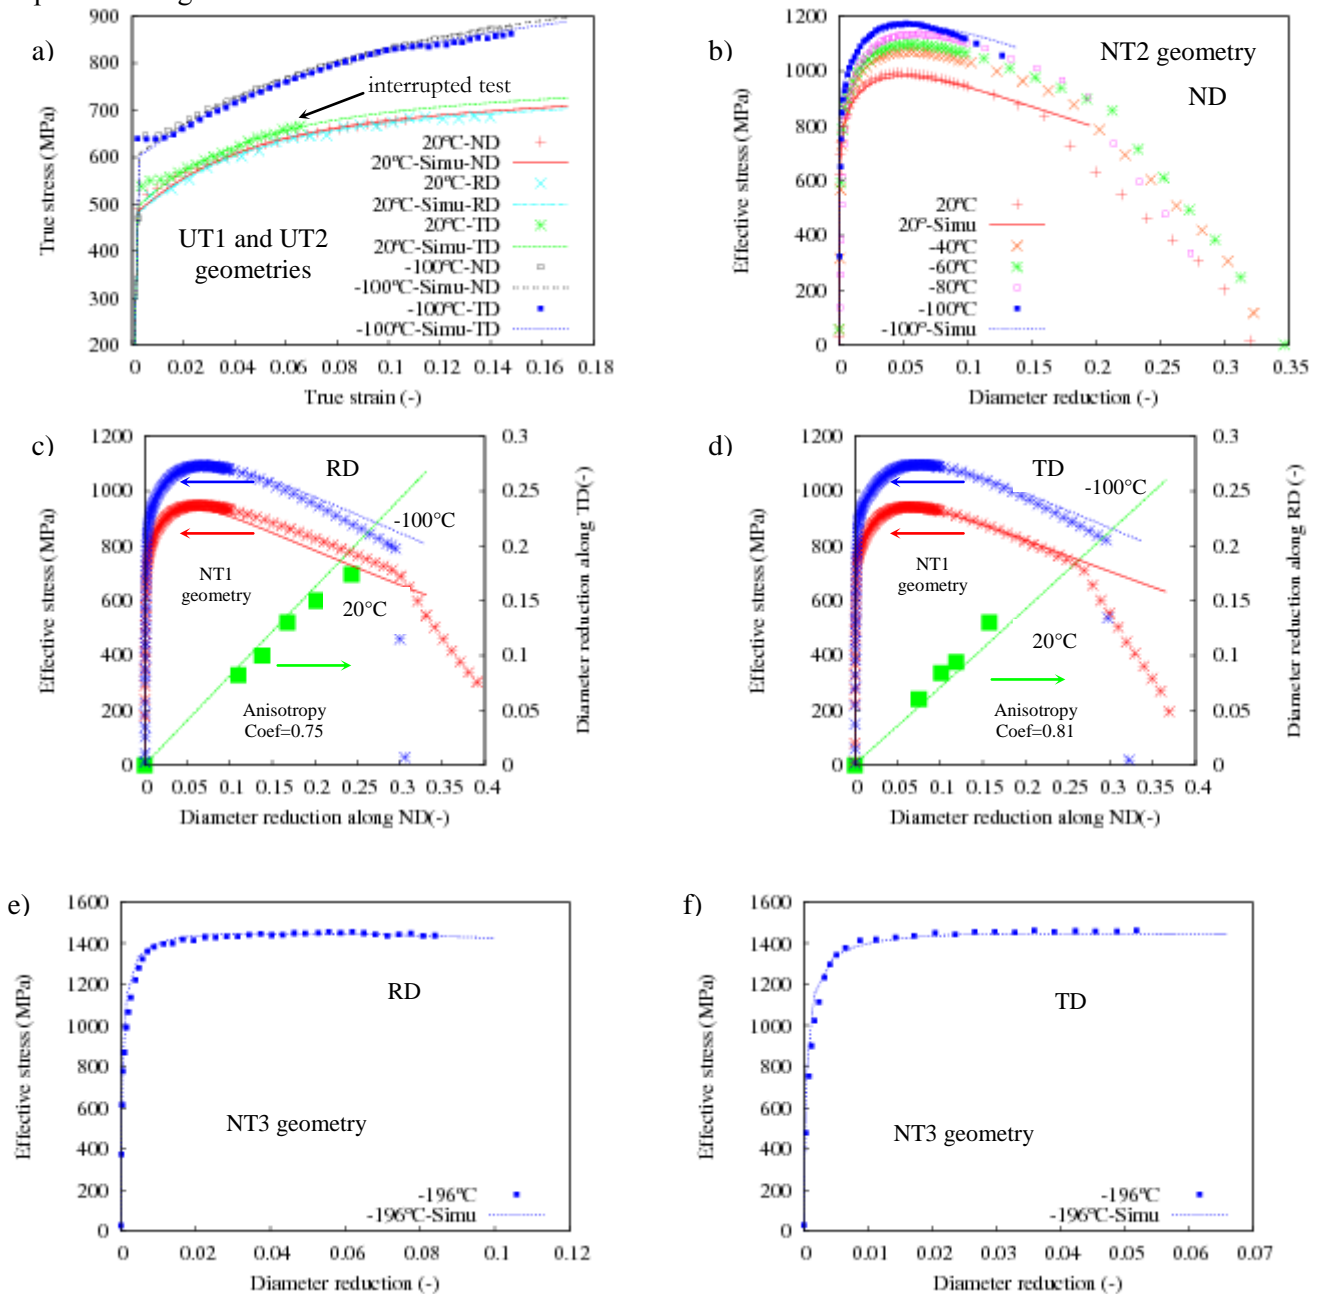 a)
900
800
700
600
500
400
300
200
0
0.02
0.04
0.06
0.08
0.1
0.12
0.14
0.16
0.18
True stress (MPa)
True strain (-)
interrupted test
UT1 and UT2
geometries
20°C-ND
20°C-Simu-ND
20°C-RD
20°C-Simu-RD
20°C-TD
20°C-Simu-TD
-100°C-ND
-100°C-Simu-ND
-100°C-TD
-100°C-Simu-TD
b)
1200
1000
800
600
400
200
0
0
0.05
0.1
0.15
0.2
0.25
0.3
0.35
Effective stress (MPa)
Diameter reduction (-)
NT2 geometry
ND
20°C
20°-Simu
-40°C
-60°C
-80°C
-100°C
-100°-Simu
c)
1200
1000
800
600
400
200
0
0
0.05
0.1
0.15
0.2
0.25
0.3
0.35
0.4
0.3
0.25
0.2
0.15
0.1
0.05
0
Effective stress (MPa)
Diameter reduction along ND(-)
Diameter reduction along TD(-)
RD
-100°C
NT1
geometry
20°C
Anisotropy
Coef=0.75
d)
1200
1000
800
600
400
200
0
0
0.05
0.1
0.15
0.2
0.25
0.3
0.35
0.4
0.3
0.25
0.2
0.15
0.1
0.05
0
Effective stress (MPa)
Diameter reduction along ND(-)
Diameter reduction along RD (-)
TD
-100°C
NT1
geometry
20°C
Anisotropy
Coef=0.81
e)
1600
1400
1200
1000
800
600
400
200
0
0
0.02
0.04
0.06
0.08
0.1
0.12
Effective stress (MPa)
Diameter reduction (-)
RD
NT3 geometry
-196°C
-196°C-Simu
f)
1600
1400
1200
1000
800
600
400
200
0
0
0.01
0.02
0.03
0.04
0.05
0.06
0.07
Effective stress (MPa)
Diameter reduction (-)
TD
NT3 geometry
-196°C
-196°C-Simu